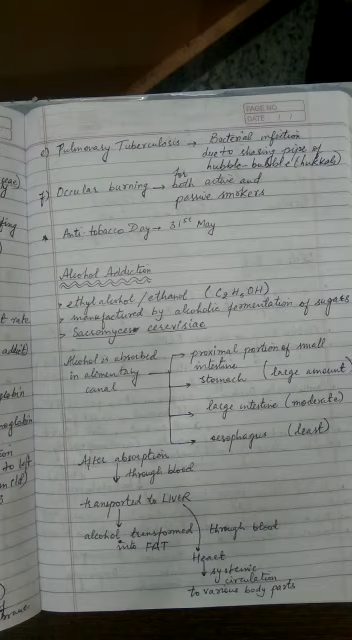 PAGE NO.
DATE / /
e) Pulmonary Tuberculosis → Bacterial infection
due to sharing pipe of
hubble-bubble (hukkah)
for
7) Occular burning → both active and
passive smokers
* Anti tobacco Day → 31st May
Alcohol Addiction
> ethyl alcohol / ethanol (C2H5OH)
> manufactured by alcoholic fermentation of sugars
> Sacromyces cerevisiae
Alcohol is absorbed → proximal portion of small
in alementary intestine
canal → stomach (large amount)
→ large intestine (moderate)
→ oesophagus (least)
After absorption
↓ through blood
transported to LIVER
↓
alcohol transformed through blood
into FAT
Heart
↓ systemic
circulation
to various body parts